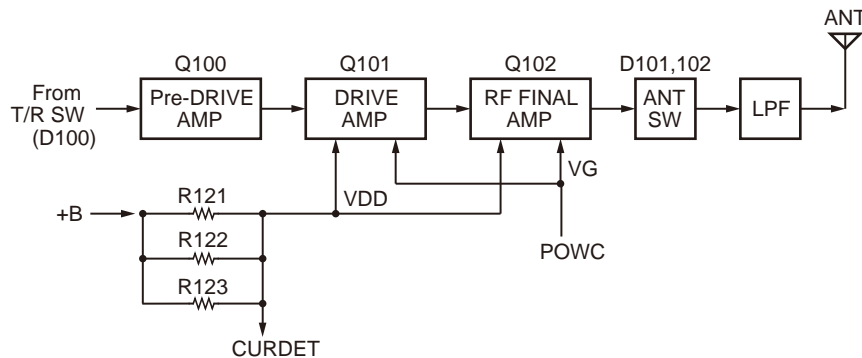 ANT
Q100
Q101
Q102
D101,102
From
T/R SW
(D100)
Pre-DRIVE
AMP
DRIVE
AMP
RF FINAL
AMP
ANT
SW
LPF
VG
+B
R121
VDD
R122
POWC
R123
CURDET